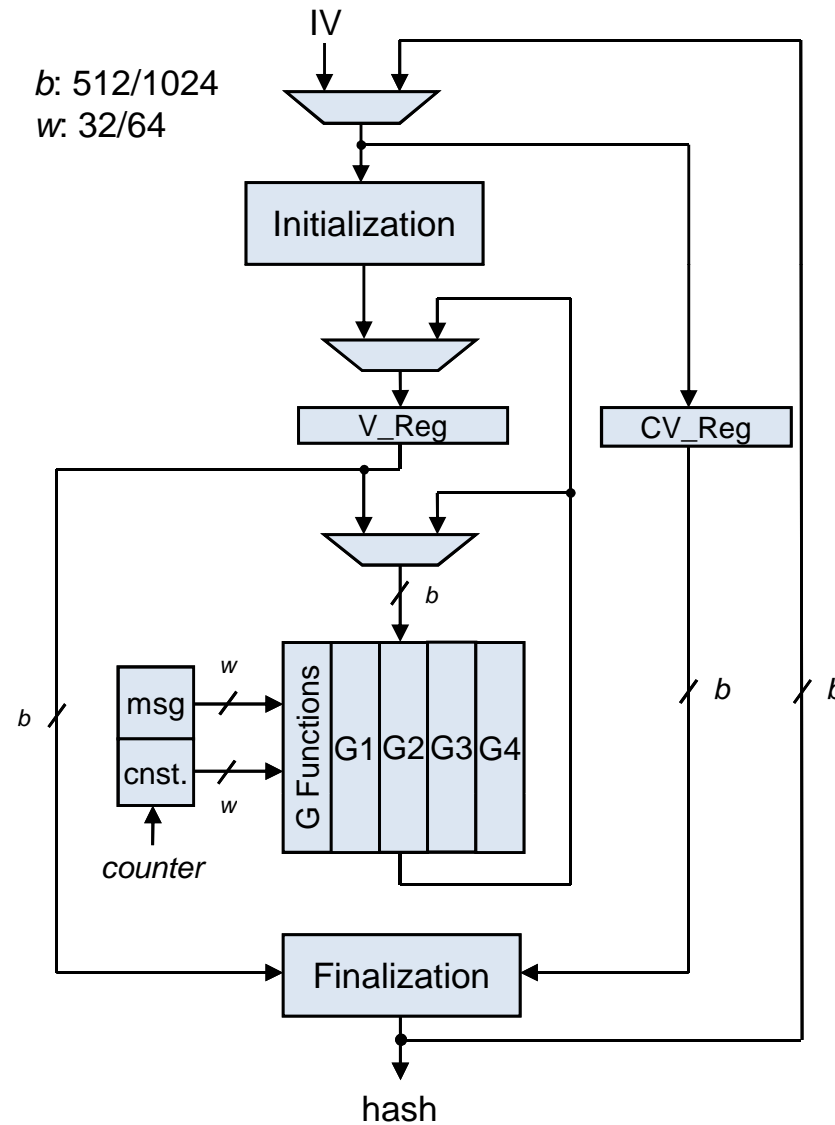 IV
b: 512/1024
w: 32/64
Initialization
V_Reg
CV_Reg
b
w
msg
G Functions
G1
G2
G3
G4
b
b
b
cnst.
w
counter
Finalization
hash